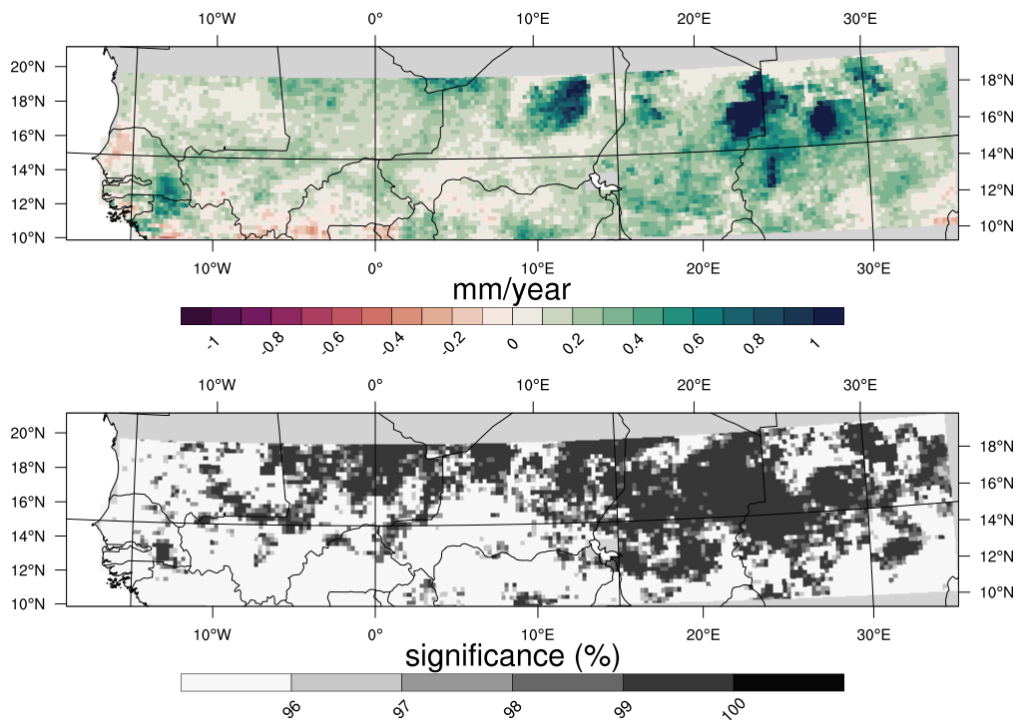 10°W 0° 10°E 20°E 30°E
20°N 18°N
18°N 16°N
16°N 14°N
14°N 12°N
12°N 10°N
10°N
10°W 0° 10°E 20°E 30°E
mm/year
-1 -0.8 -0.6 -0.4 -0.2 0 0.2 0.4 0.6 0.8 1
10°W 0° 10°E 20°E 30°E
20°N 18°N
18°N 16°N
16°N 14°N
14°N 12°N
12°N 10°N
10°N
10°W 0° 10°E 20°E 30°E
significance (%)
96 97 98 99 100